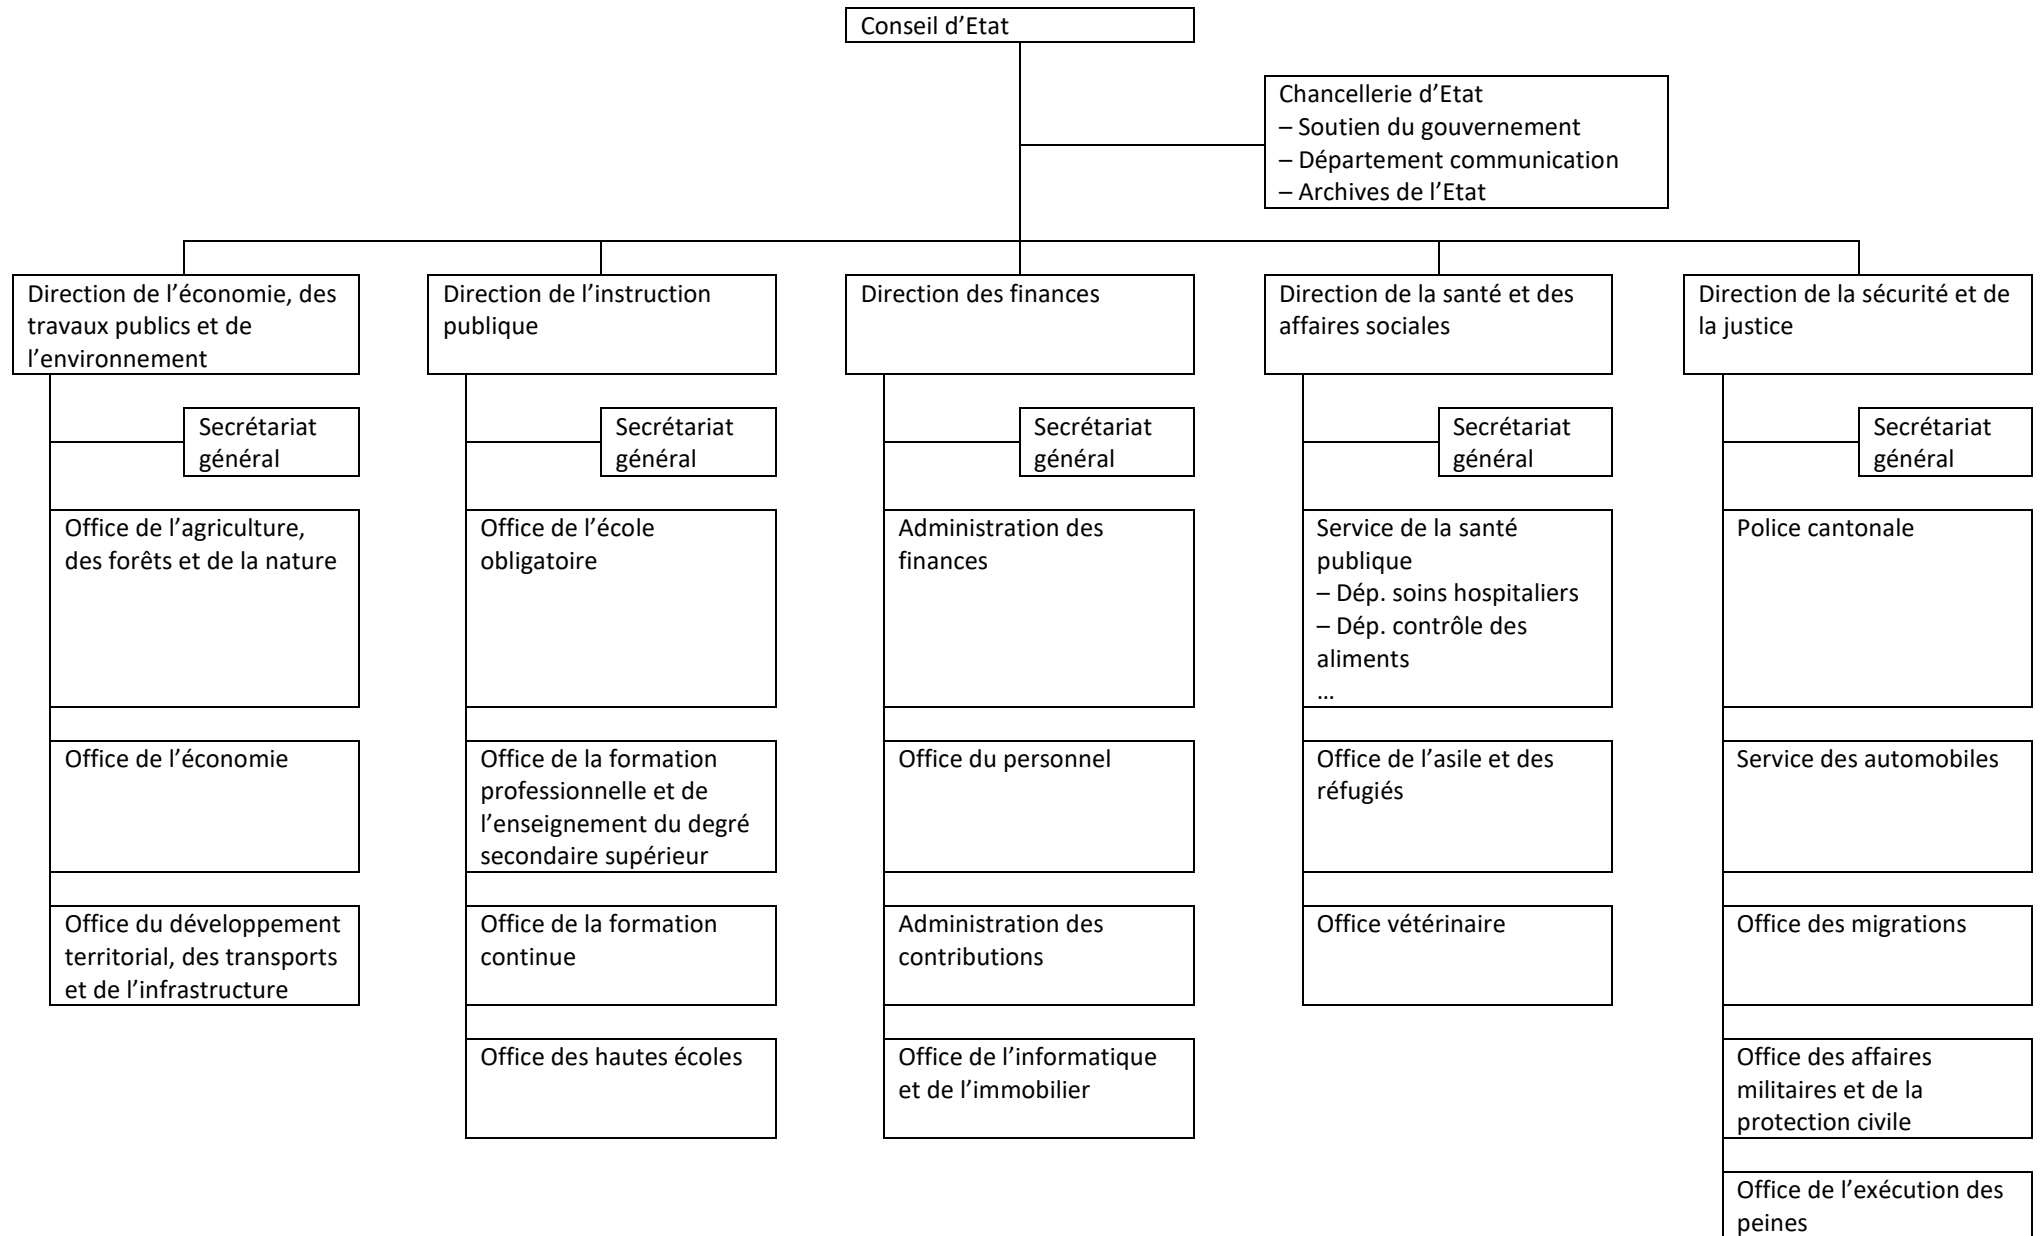 Conseil d’Etat
Chancellerie d’Etat
– Soutien du gouvernement
– Département communication
– Archives de l’Etat
Direction de l’économie, des
travaux publics et de
l’environnement
Secrétariat
général
Office de l’agriculture,
des forêts et de la nature
Office de l’économie
Office du développement
territorial, des transports
et de l’infrastructure
Direction de l’instruction
publique
Secrétariat
général
Office de l’école
obligatoire
Office de la formation
professionnelle et de
l’enseignement du degré
secondaire supérieur
Office de la formation
continue
Office des hautes écoles
Direction des finances
Secrétariat
général
Administration des
finances
Office du personnel
Administration des
contributions
Office de l’informatique
et de l’immobilier
Direction de la santé et des
affaires sociales
Secrétariat
général
Service de la santé
publique
– Dép. soins hospitaliers
– Dép. contrôle des
aliments
…
Office de l’asile et des
réfugiés
Office vétérinaire
Direction de la sécurité et de
la justice
Secrétariat
général
Police cantonale
Service des automobiles
Office des migrations
Office des affaires
militaires et de la
protection civile
Office de l’exécution des
peines